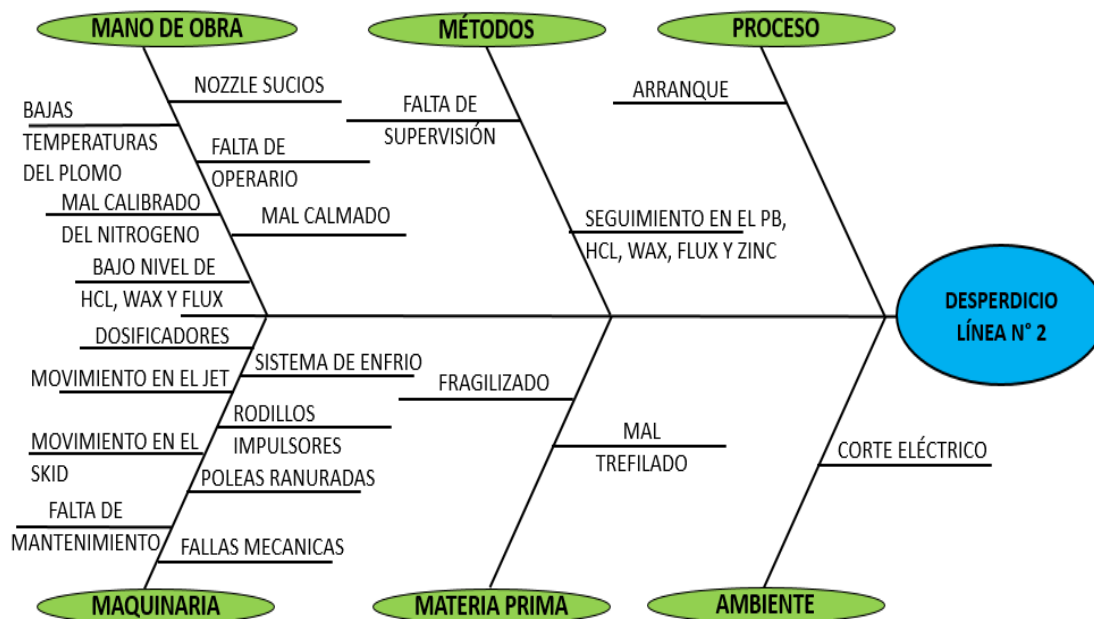 MANO DE OBRA
MÉTODOS
PROCESO
NOZZLE SUCIOS
BAJAS
TEMPERATURAS
DEL PLOMO
FALTA DE
OPERARIO
MAL CALIBRADO
DEL NITROGENO
MAL CALMADO
BAJO NIVEL DE
HCL, WAX Y FLUX
FALTA DE
SUPERVISIÓN
SEGUIMIENTO EN EL PB,
HCL, WAX, FLUX Y ZINC
ARRANQUE
DESPERDICIO
LÍNEA N° 2
DOSIFICADORES
SISTEMA DE ENFRIO
MOVIMIENTO EN EL JET
RODILLOS
IMPULSORES
MOVIMIENTO EN EL
SKID
POLEAS RANURADAS
FALTA DE
MANTENIMIENTO
FALLAS MECANICAS
FRAGILIZADO
MAL
TREFILADO
CORTE ELÉCTRICO
MAQUINARIA
MATERIA PRIMA
AMBIENTE